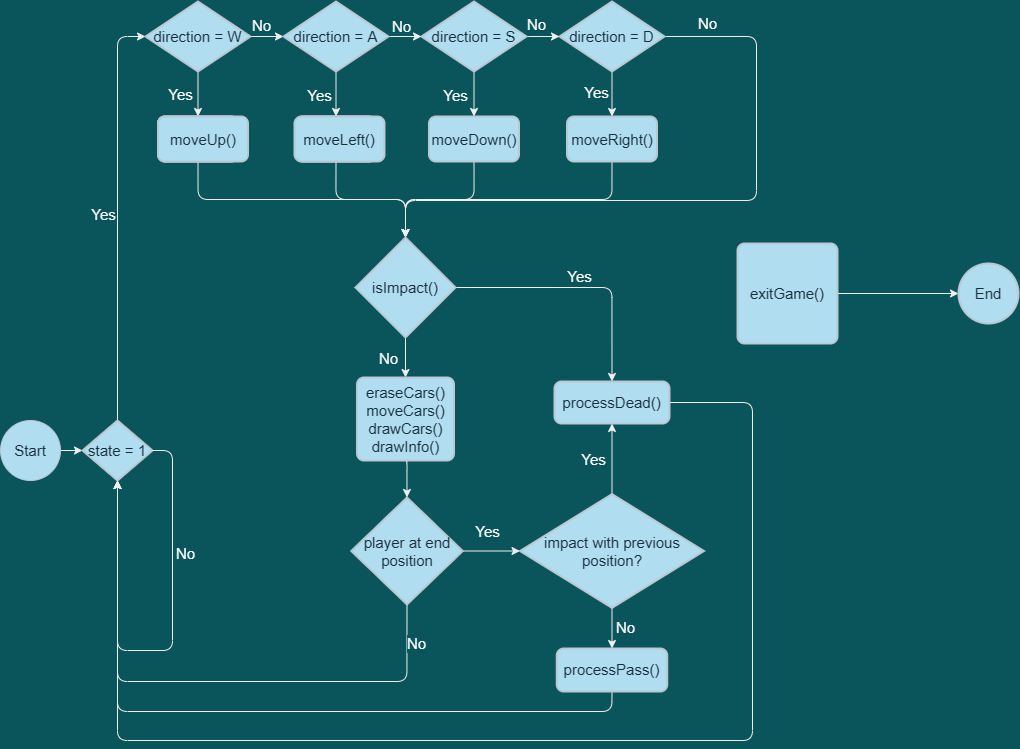 direction = W
No
direction = A
No
direction = S
No
direction = D
No
Yes
Yes
Yes
Yes
moveUp()
moveLeft()
moveDown()
moveRight()
Yes
isImpact()
Yes
exitGame()
End
No
eraseCars()
moveCars()
drawCars()
drawInfo()
processDead()
Start
state = 1
Yes
player at end
position
Yes
impact with previous
position?
No
No
No
processPass()